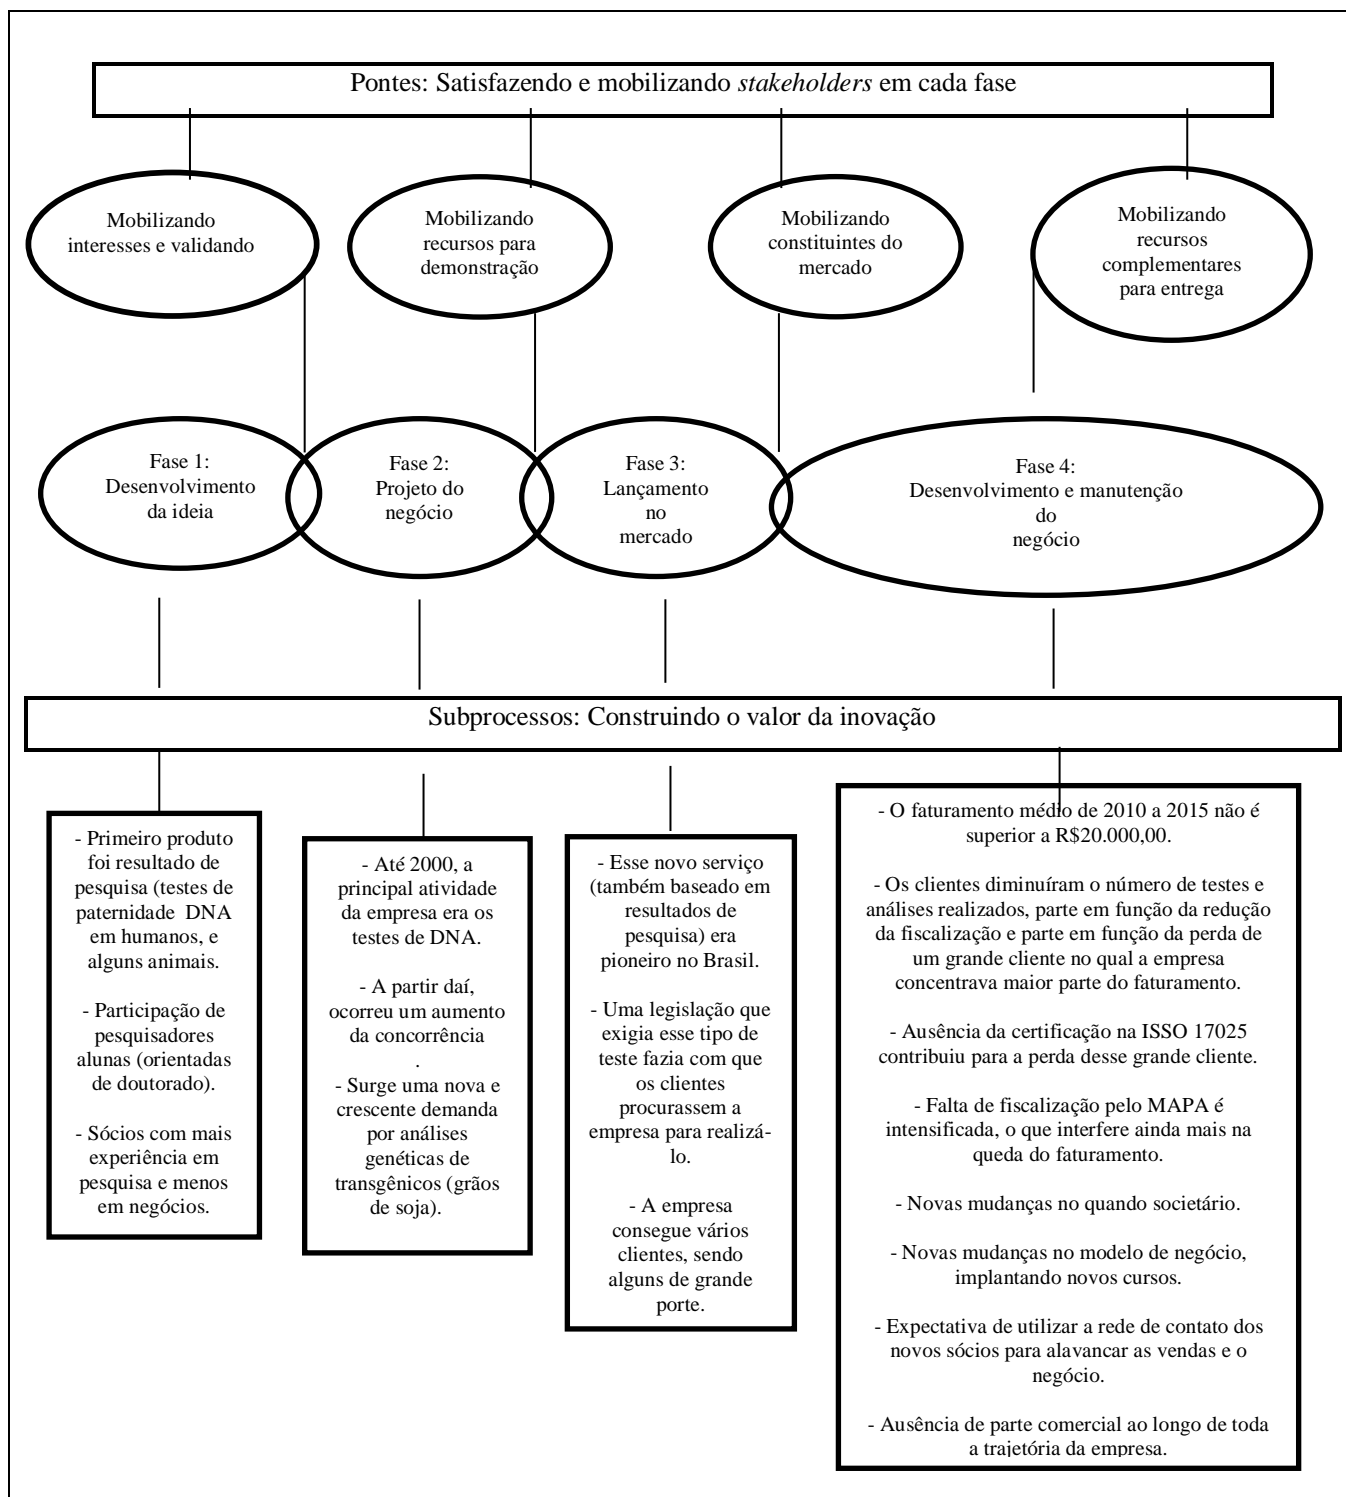 Pontes: Satisfazendo e mobilizando stakeholders em cada fase
Mobilizando
interesses e validando
Mobilizando
recursos para
demonstração
Mobilizando
constituintes do
mercado
Mobilizando
recursos
complementares
para entrega
Fase 1:
Desenvolvimento
da ideia
Fase 2:
Projeto do
negócio
Fase 3:
Lançamento
no
mercado
Fase 4:
Desenvolvimento e manutenção
do
negócio
Subprocessos: Construindo o valor da inovação
- Primeiro produto
foi resultado de
pesquisa (testes de
paternidade DNA
em humanos, e
alguns animais.
- Participação de
pesquisadores
alunas (orientadas
de doutorado).
- Sócios com mais
experiência em
pesquisa e menos
em negócios.
- Até 2000, a
principal atividade
da empresa era os
testes de DNA.
- A partir daí,
ocorreu um aumento
da concorrência
.
- Surge uma nova e
crescente demanda
por análises
genéticas de
transgênicos (grãos
de soja).
- Esse novo serviço
(também baseado em
resultados de
pesquisa) era
pioneiro no Brasil.
- Uma legislação que
exigia esse tipo de
teste fazia com que
os clientes
procurassem a
empresa para realizá-
lo.
- A empresa
consegue vários
clientes, sendo
alguns de grande
porte.
- O faturamento médio de 2010 a 2015 não é
superior a R$20.000,00.
- Os clientes diminuíram o número de testes e
análises realizados, parte em função da redução
da fiscalização e parte em função da perda de
um grande cliente no qual a empresa
concentrava maior parte do faturamento.
- Ausência da certificação na ISSO 17025
contribuiu para a perda desse grande cliente.
- Falta de fiscalização pelo MAPA é
intensificada, o que interfere ainda mais na
queda do faturamento.
- Novas mudanças no quando societário.
- Novas mudanças no modelo de negócio,
implantando novos cursos.
- Expectativa de utilizar a rede de contato dos
novos sócios para alavancar as vendas e o
negócio.
- Ausência de parte comercial ao longo de toda
a trajetória da empresa.